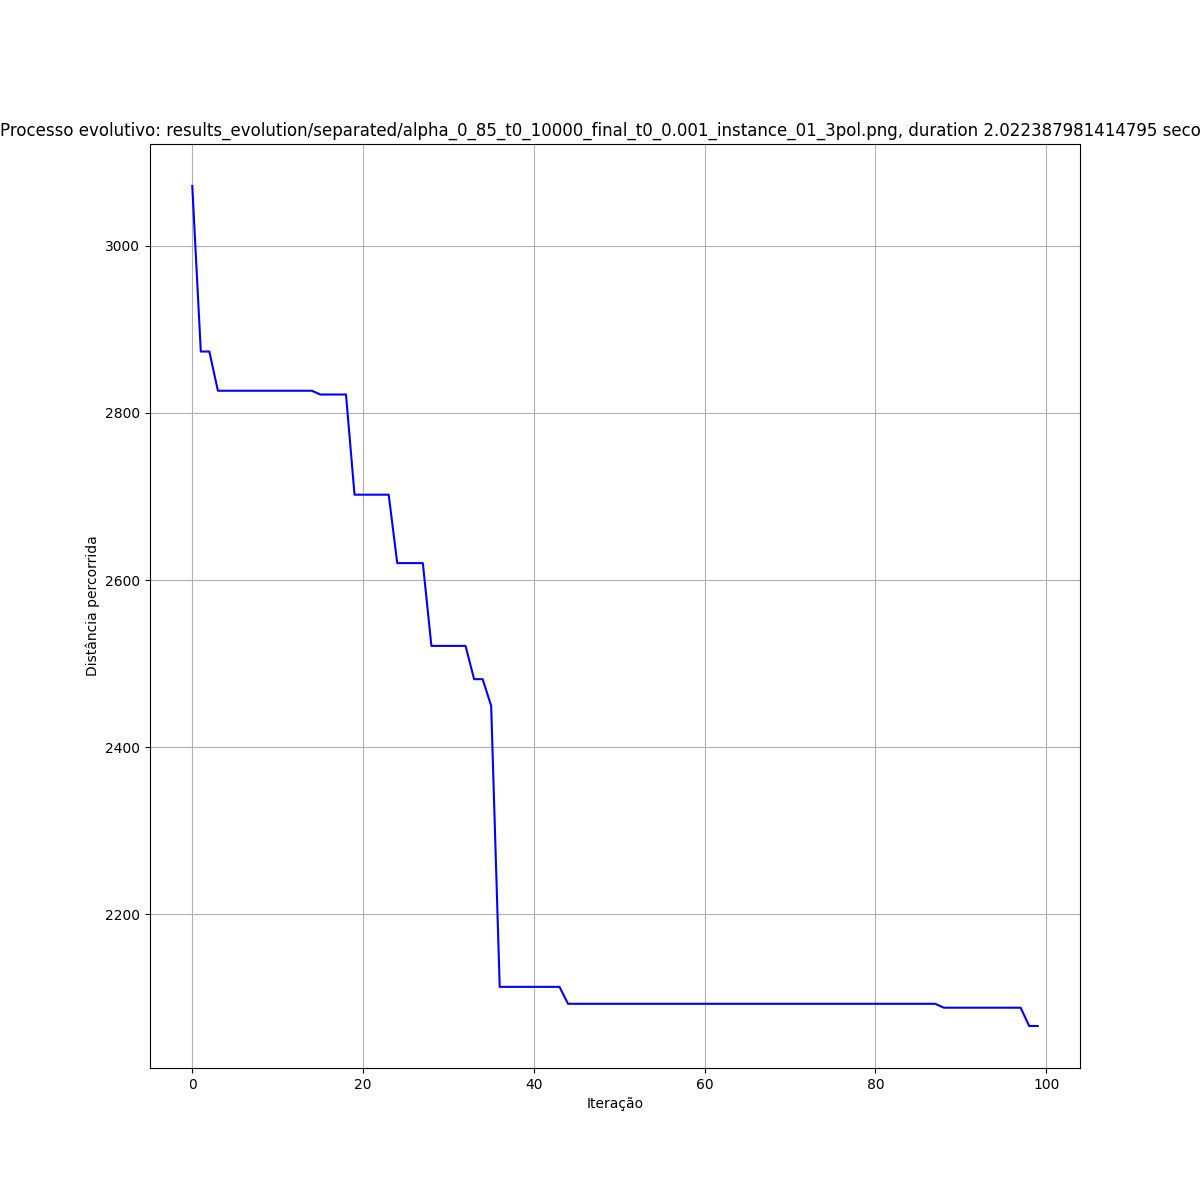 Processo evolutivo: results_evolution/separated/alpha_0_85_t0_10000_final_t0_0.001_instance_01_3pol.png, duration 2.022387981414795 seco
3000
2800
2600
2400
2200
Distância percorrida
0 20 40 60 80 100
Iteração